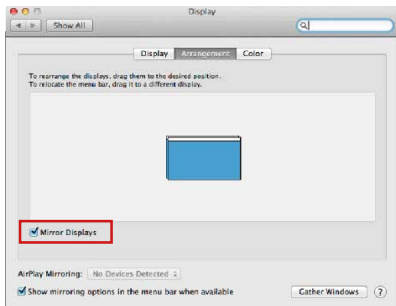 Display
Show All
Display Arrangement Color
To rearrange the displays, drag them to the desired position.
To relocate the menu bar, drag it to a different display.
Mirror Displays
AirPlay Mirroring: No Devices Detected
Show mirroring options in the menu bar when available
Gather Windows ?